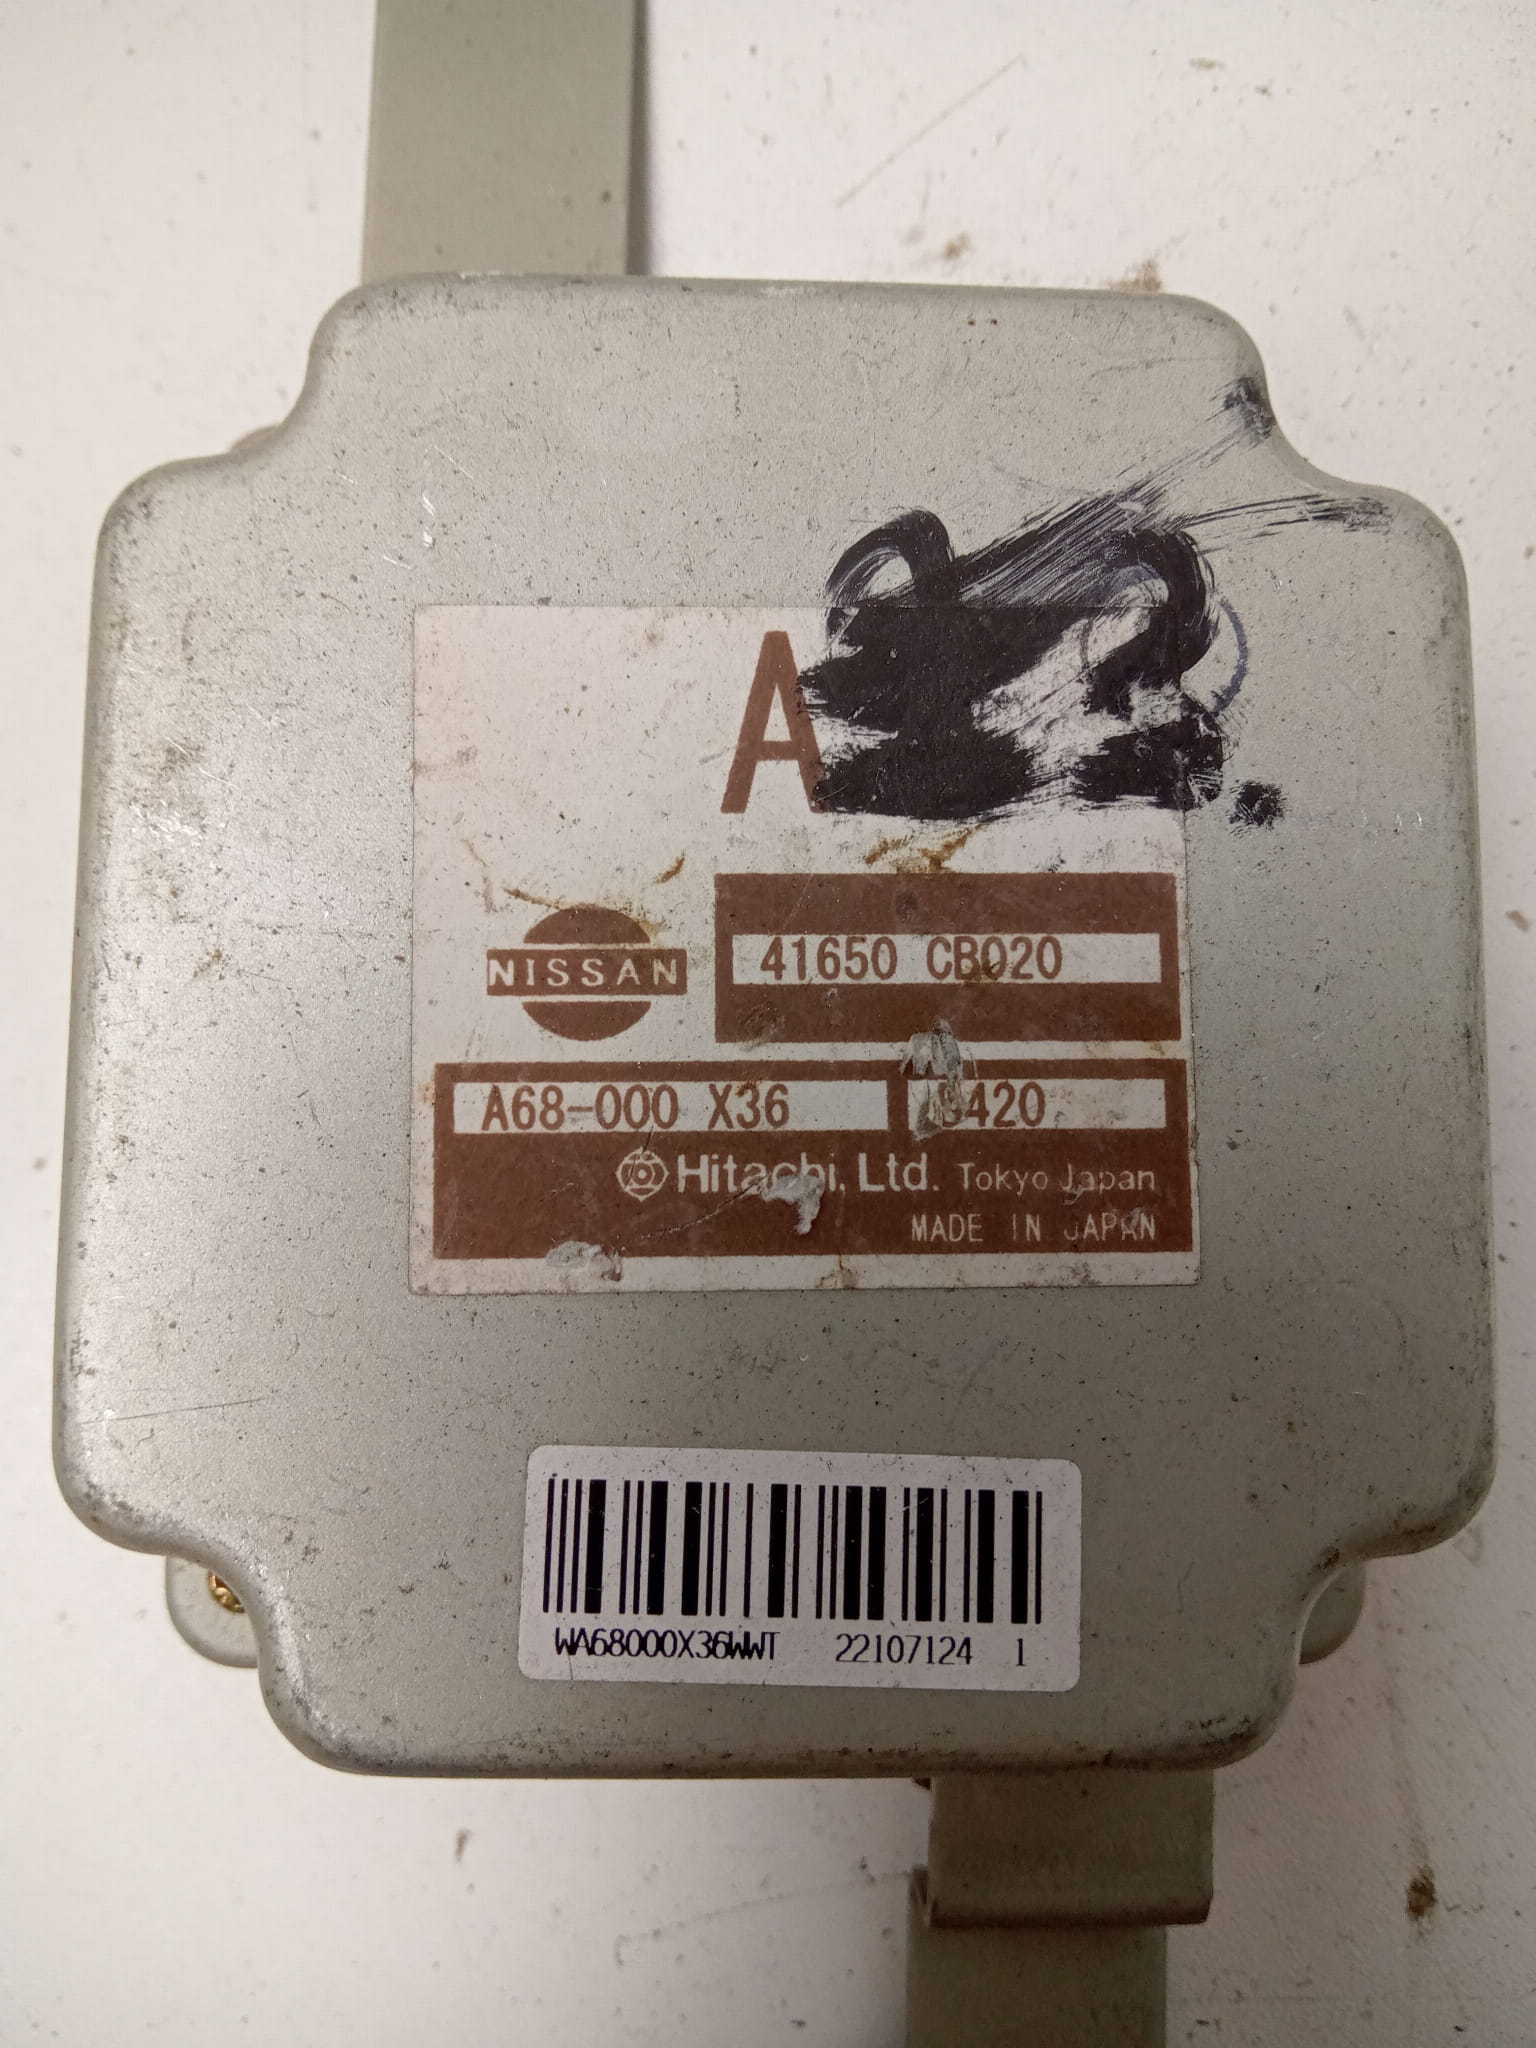 A
NISSAN
41650 CB020
A68-000 X36
Hitachi, Ltd. Tokyo Japan
MADE IN JAPAN
WA68000X36WWT 22107124 1